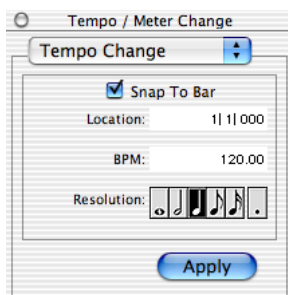 Tempo / Meter Change
Tempo Change
Snap To Bar
Location: 1| 1| 000
BPM: 120.00
Resolution:
Apply